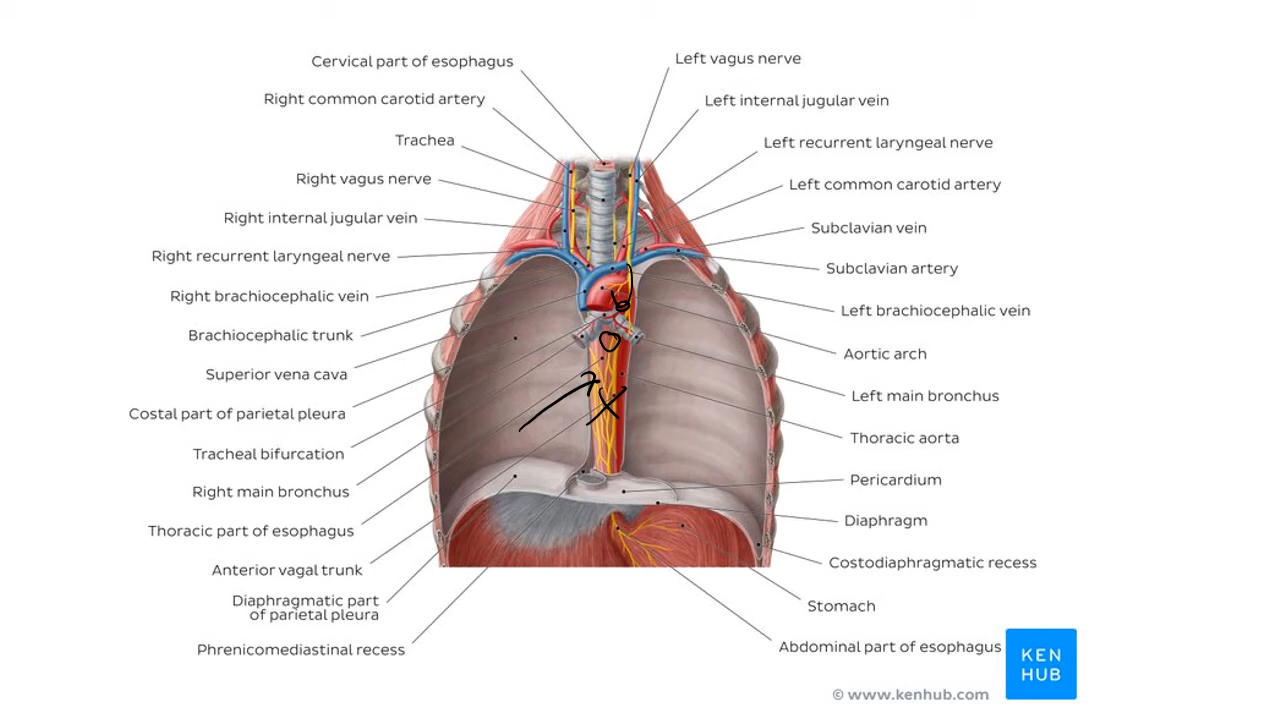 Cervical part of esophagus
Right common carotid artery
Trachea
Right vagus nerve
Right internal jugular vein
Right recurrent laryngeal nerve
Right brachiocephalic vein
Brachiocephalic trunk
Superior vena cava
Costal part of parietal pleura
Tracheal bifurcation
Right main bronchus
Thoracic part of esophagus
Anterior vagal trunk
Diaphragmatic part
of parietal pleura
Phrenicomediastinal recess
Left vagus nerve
Left internal jugular vein
Left recurrent laryngeal nerve
Left common carotid artery
Subclavian vein
Subclavian artery
Left brachiocephalic vein
Aortic arch
Left main bronchus
Thoracic aorta
Pericardium
Diaphragm
Costodiaphragmatic recess
Stomach
Abdominal part of esophagus
KEN
HUB
© www.kenhub.com